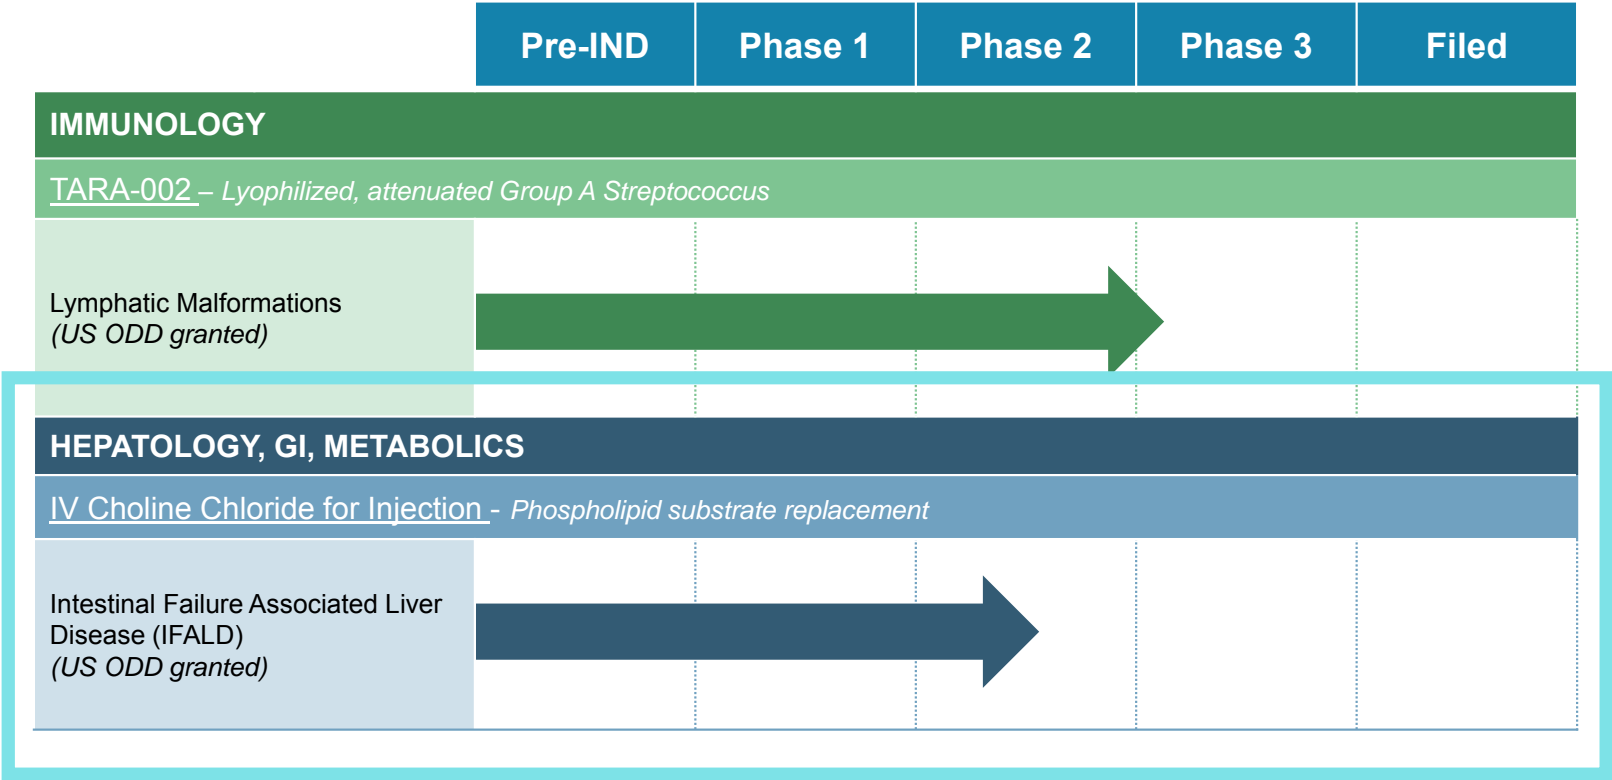 Pre-IND Phase 1 Phase 2 Phase 3 Filed
IMMUNOLOGY
TARA-002 – Lyophilized, attenuated Group A Streptococcus
Lymphatic Malformations
(US ODD granted)
HEPATOLOGY, GI, METABOLICS
IV Choline Chloride for Injection - Phospholipid substrate replacement
Intestinal Failure Associated Liver
Disease (IFALD)
(US ODD granted)